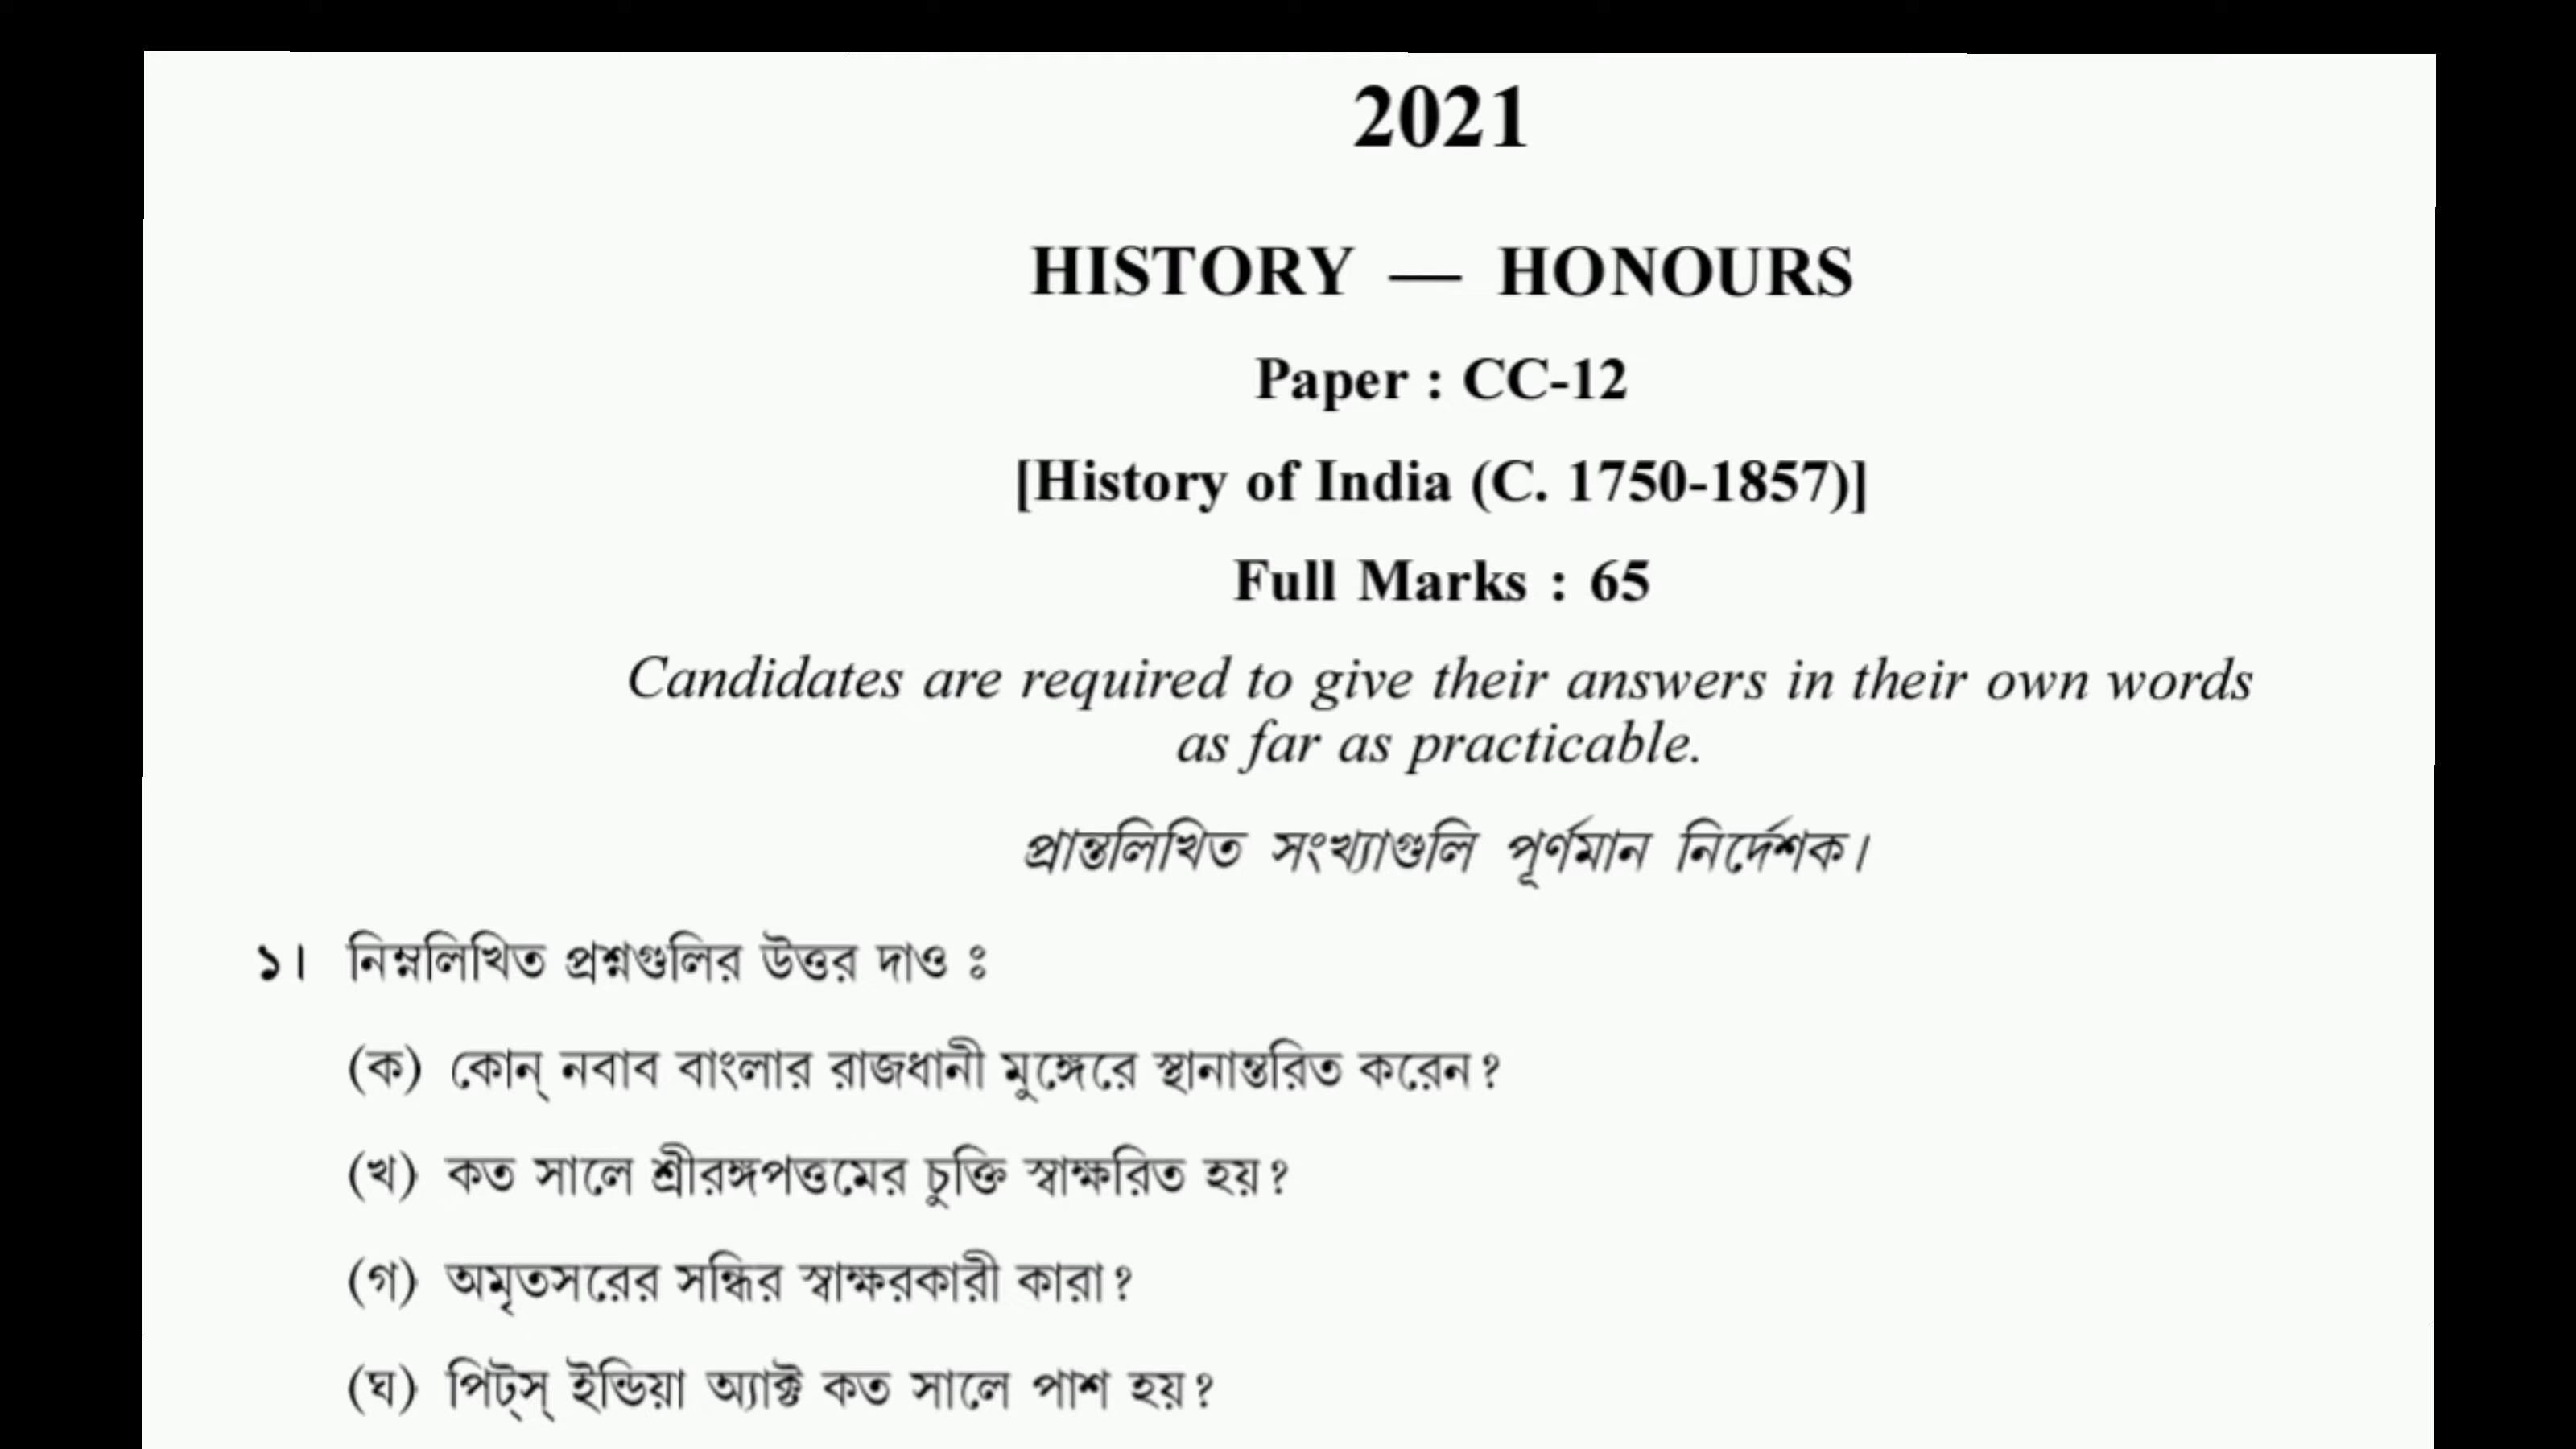 2021
HISTORY — HONOURS
Paper : CC-12
[History of India (C. 1750-1857)]
Full Marks : 65
Candidates are required to give their answers in their own words
as far as practicable.
প্রান্তলিখিত সংখ্যাগুলি পূর্ণমান নির্দেশক।
১। নিম্নলিখিত প্রশ্নগুলির উত্তর দাও ঃ
(ক) কোন্ নবাব বাংলার রাজধানী মুঙ্গেরে স্থানান্তরিত করেন?
(খ) কত সালে শ্রীরঙ্গপত্তমের চুক্তি স্বাক্ষরিত হয়?
(গ) অমৃতসরের সন্ধির স্বাক্ষরকারী কারা?
(ঘ) পিট্‌স্ ইন্ডিয়া অ্যাক্ট কত সালে পাশ হয়?